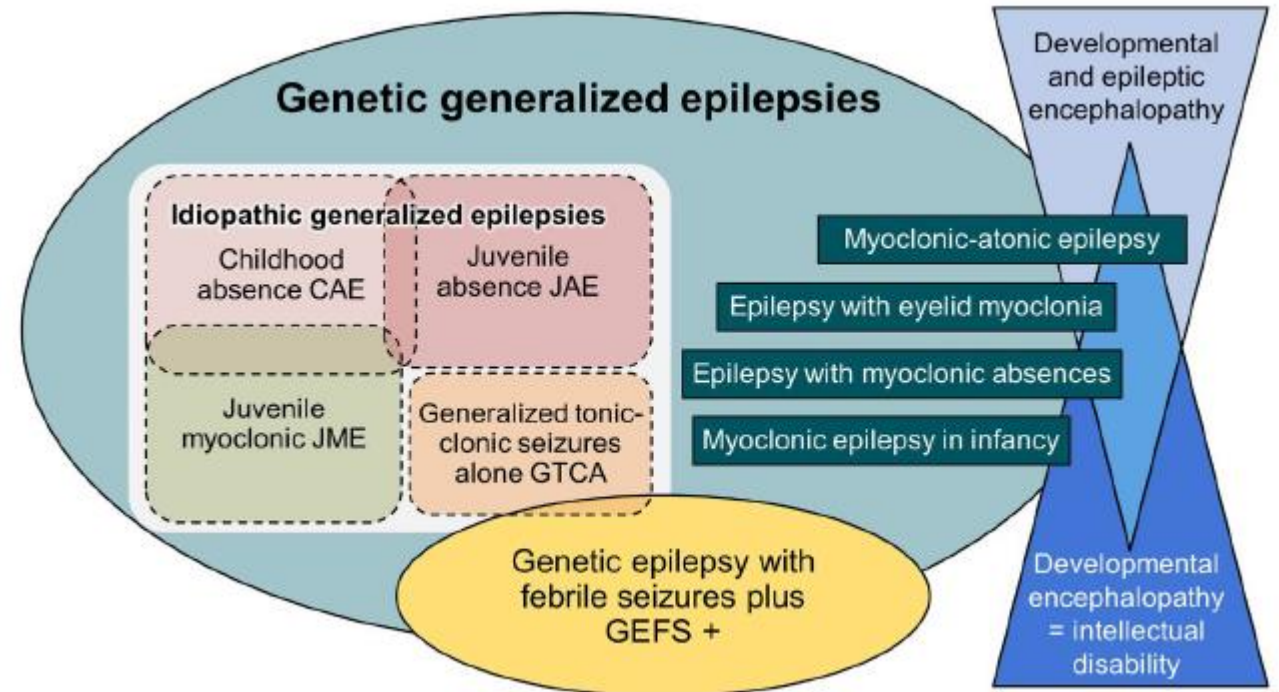 Genetic generalized epilepsies
Idiopathic generalized epilepsies
Childhood
absence CAE
Juvenile
absence JAE
Juvenile
myoclonic JME
Generalized tonic-
clonic seizures
alone GTCA
Genetic epilepsy with
febrile seizures plus
GEFS +
Developmental
and epileptic
encephalopathy
Myoclonic-atonic epilepsy
Epilepsy with eyelid myoclonia
Epilepsy with myoclonic absences
Myoclonic epilepsy in infancy
Developmental
encephalopathy
= intellectual
disability